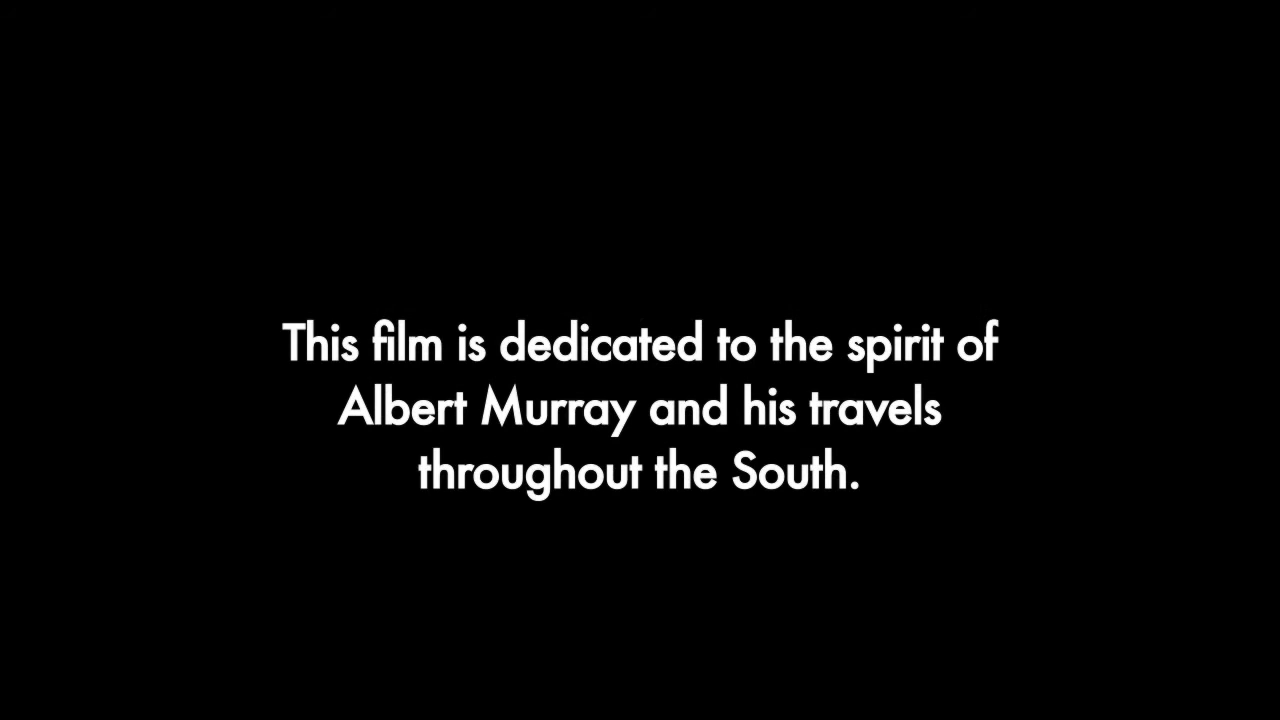 This film is dedicated to the spirit of
Albert Murray and his travels
throughout the South.